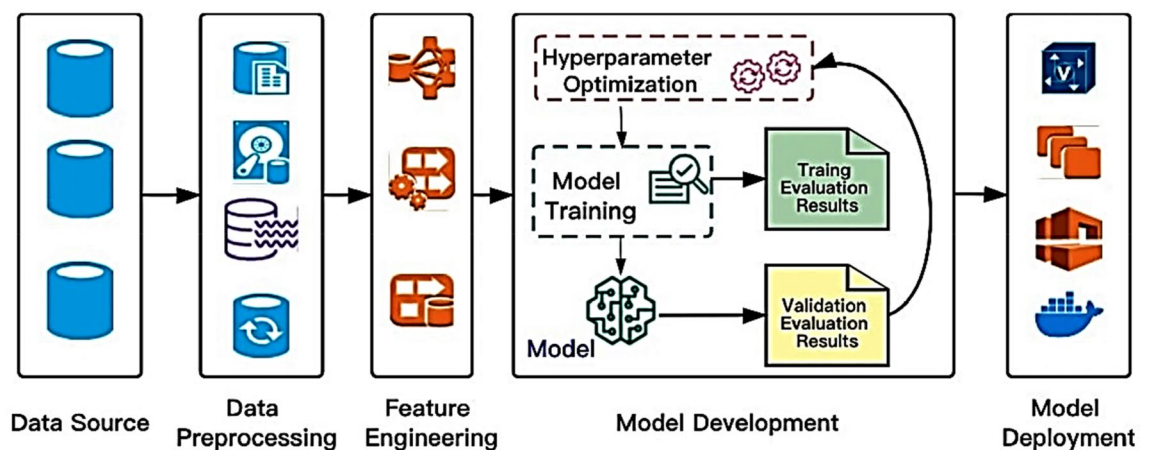 Hyperparameter
Optimization
Model
Training
Traing
Evaluation
Results
Validation
Evaluation
Results
Model
V
Data Source
Data
Preprocessing
Feature
Engineering
Model Development
Model
Deployment